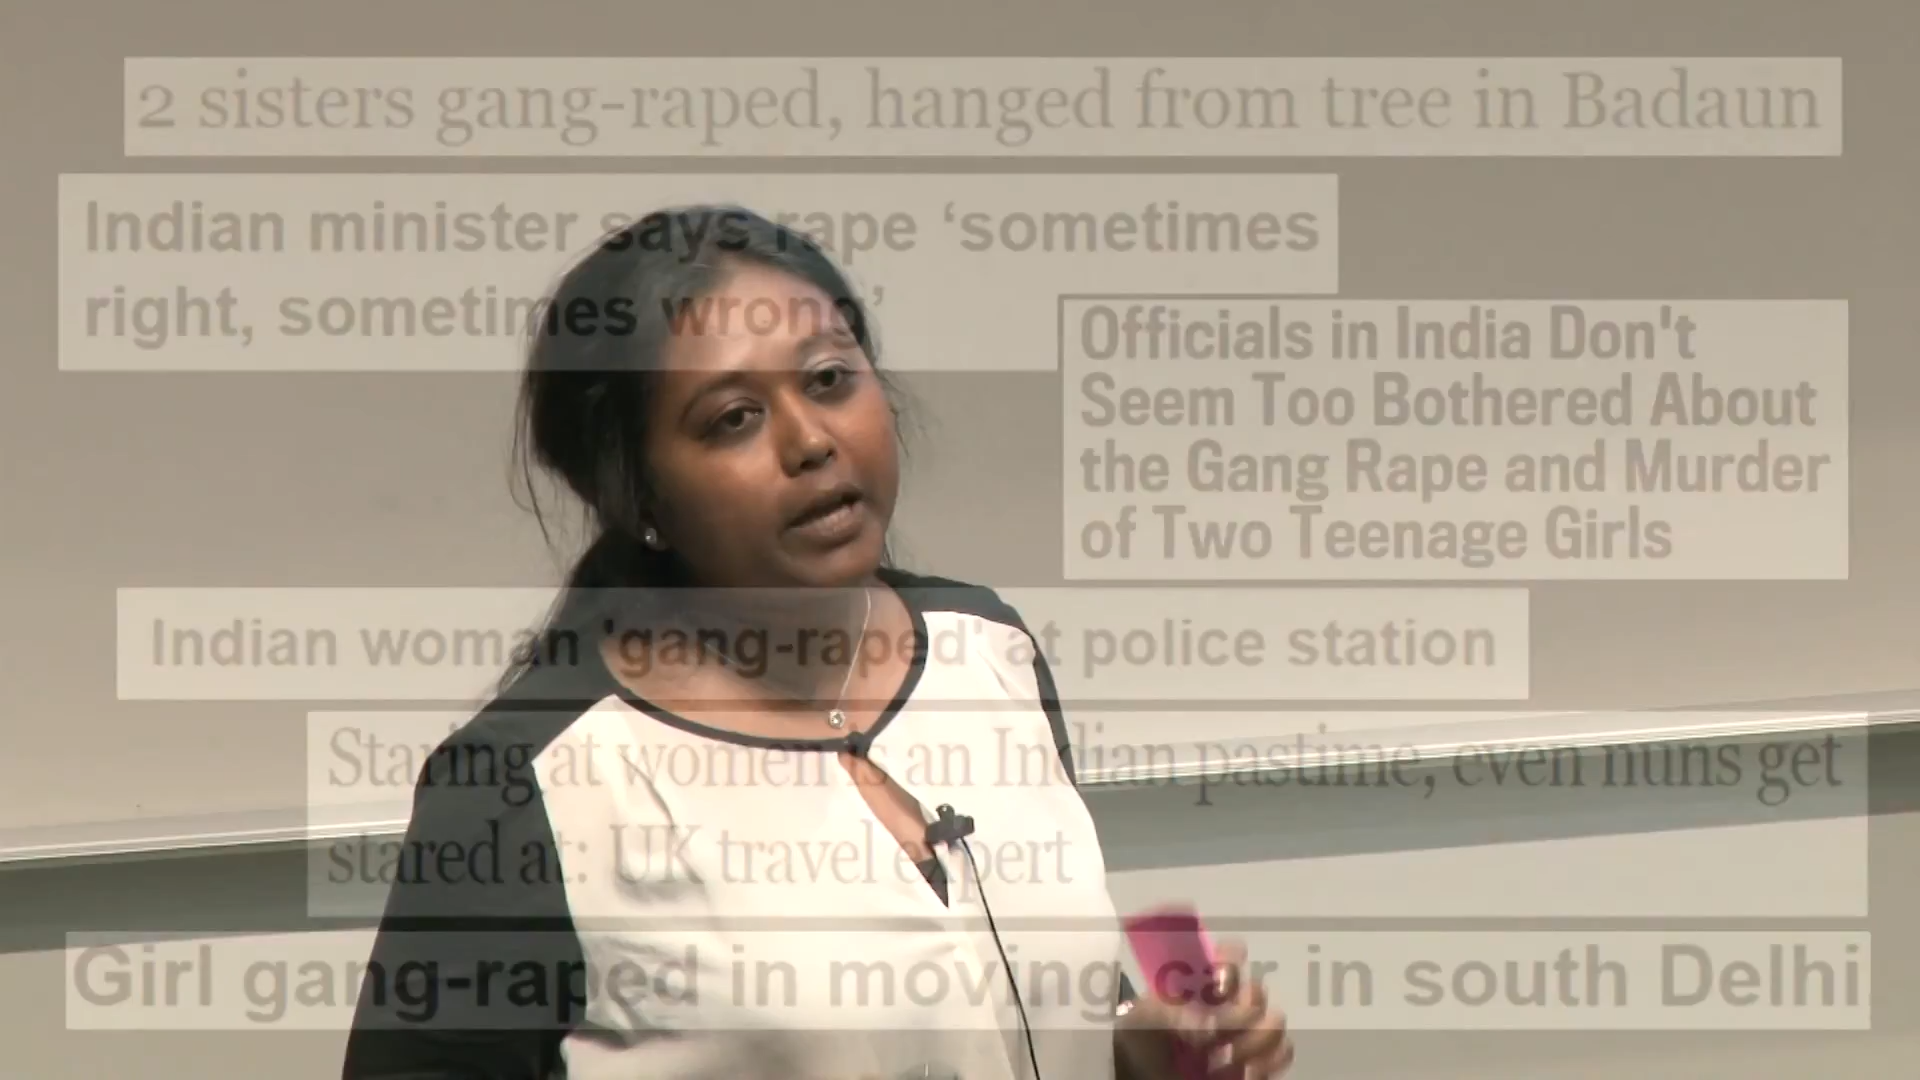 2 sisters gang-raped, hanged from tree in Badaun
Indian minister says rape ‘sometimes
right, sometimes wrong’
Officials in India Don't
Seem Too Bothered About
the Gang Rape and Murder
of Two Teenage Girls
Indian woman 'gang-raped' at police station
Staring at women is an Indian pastime, even nuns get
stared at: UK travel expert
Girl gang-raped in moving car in south Delhi